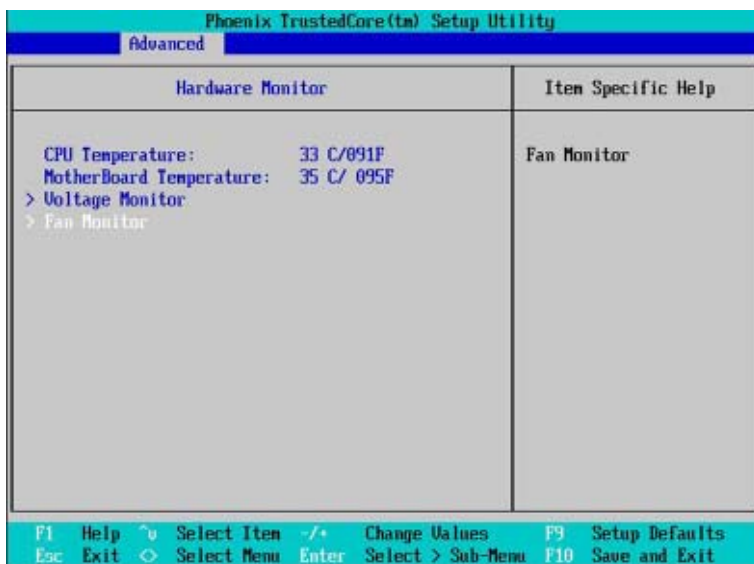 Phoenix TrustedCore(tm) Setup Utility
Advanced
Hardware Monitor
Item Specific Help
CPU Temperature: 33 C/091F
MotherBoard Temperature: 35 C/ 095F
> Voltage Monitor
> Fan Monitor
Fan Monitor
F1 Help ^v Select Item -/+ Change Values F9 Setup Defaults
Esc Exit <> Select Menu Enter Select > Sub-Menu F10 Save and Exit